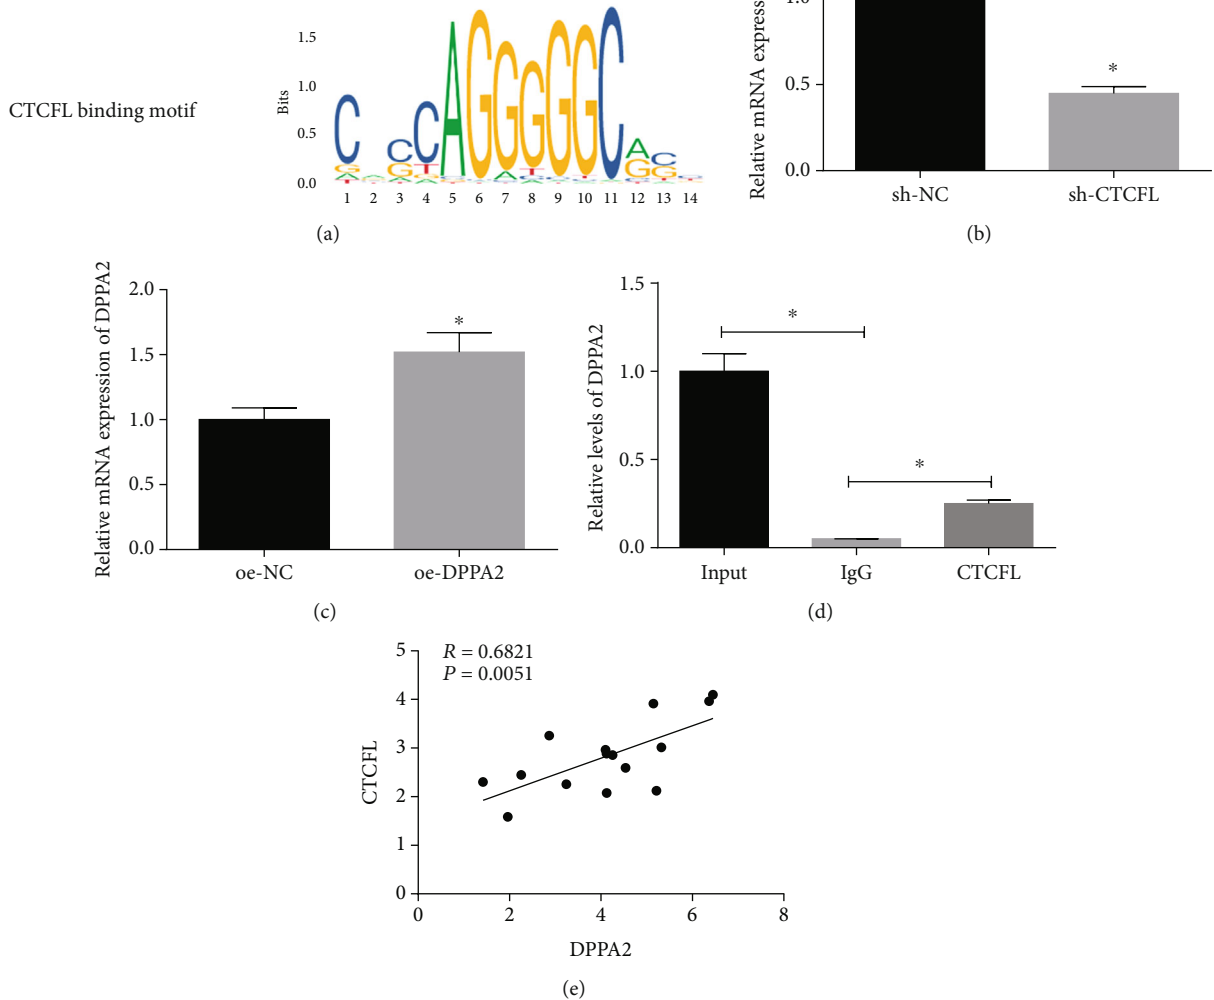 CTCFL binding motif
Bits
1.5
1.0
0.5
0.0
1 2 3 4 5 6 7 8 9 10 11 12 13 14
(a)
Relative mRNA express
0.5
0.0
*
sh-NC sh-CTCFL
(b)
Relative mRNA expression of DPPA2
2.0
1.5
1.0
0.5
0.0
*
oe-NC oe-DPPA2
(c)
Relative levels of DPPA2
1.5
1.0
0.5
0.0
*
*
Input IgG CTCFL
(d)
R = 0.6821
P = 0.0051
CTCFL
5
4
3
2
1
0
0 2 4 6 8
DPPA2
(e)